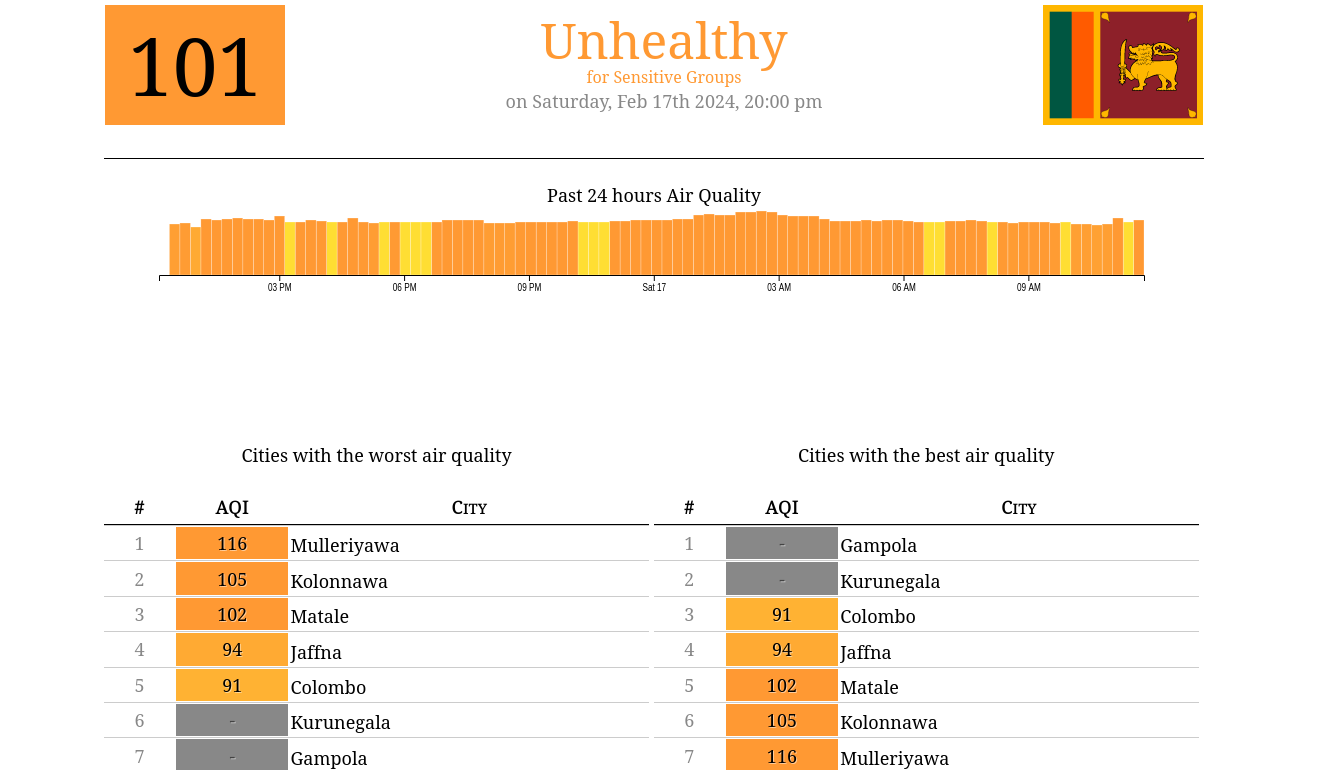 101
Unhealthy
for Sensitive Groups
on Saturday, Feb 17th 2024, 20:00 pm
Past 24 hours Air Quality
03 PM 06 PM 09 PM Sat 17 03 AM 06 AM 09 AM
Cities with the worst air quality
# AQI City
1 116 Mulleriyawa
2 105 Kolonnawa
3 102 Matale
4 94 Jaffna
5 91 Colombo
6 - Kurunegala
7 - Gampola
Cities with the best air quality
# AQI City
1 - Gampola
2 - Kurunegala
3 91 Colombo
4 94 Jaffna
5 102 Matale
6 105 Kolonnawa
7 116 Mulleriyawa